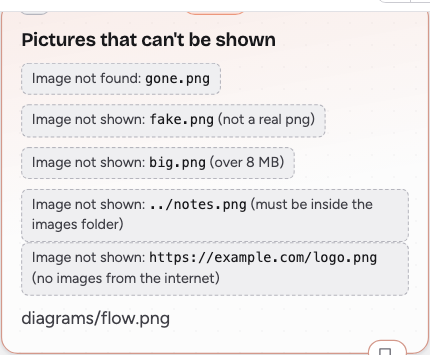 Pictures that can't be shown
Image not found: gone.png
Image not shown: fake.png (not a real png)
Image not shown: big.png (over 8 MB)
Image not shown: ../notes.png (must be inside the
images folder)
Image not shown: https://example.com/logo.png
(no images from the internet)
diagrams/flow.png